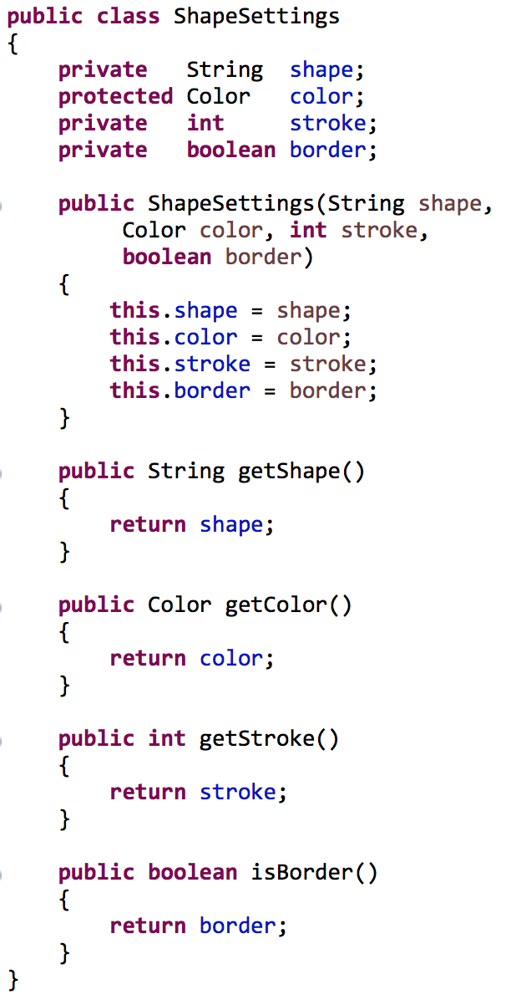 public class ShapeSettings
{
    private   String  shape;
    protected Color   color;
    private   int     stroke;
    private   boolean border;

    public ShapeSettings(String shape,
         Color color, int stroke,
         boolean border)
    {
        this.shape = shape;
        this.color = color;
        this.stroke = stroke;
        this.border = border;
    }

    public String getShape()
    {
        return shape;
    }

    public Color getColor()
    {
        return color;
    }

    public int getStroke()
    {
        return stroke;
    }

    public boolean isBorder()
    {
        return border;
    }
}